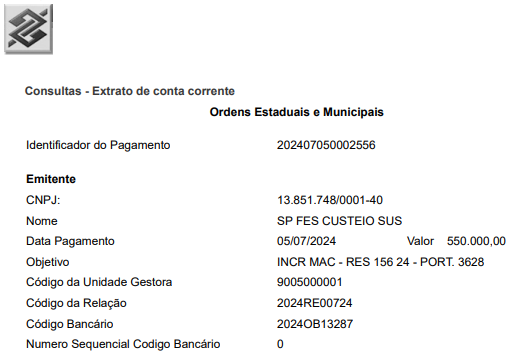 Consultas - Extrato de conta corrente
Ordens Estaduais e Municipais
Identificador do Pagamento 202407050002556
Emitente
CNPJ: 13.851.748/0001-40
Nome SP FES CUSTEIO SUS
Data Pagamento 05/07/2024 Valor 550.000,00
Objetivo INCR MAC - RES 156 24 - PORT. 3628
Código da Unidade Gestora 9005000001
Código da Relação 2024RE00724
Código Bancário 2024OB13287
Numero Sequencial Codigo Bancário 0